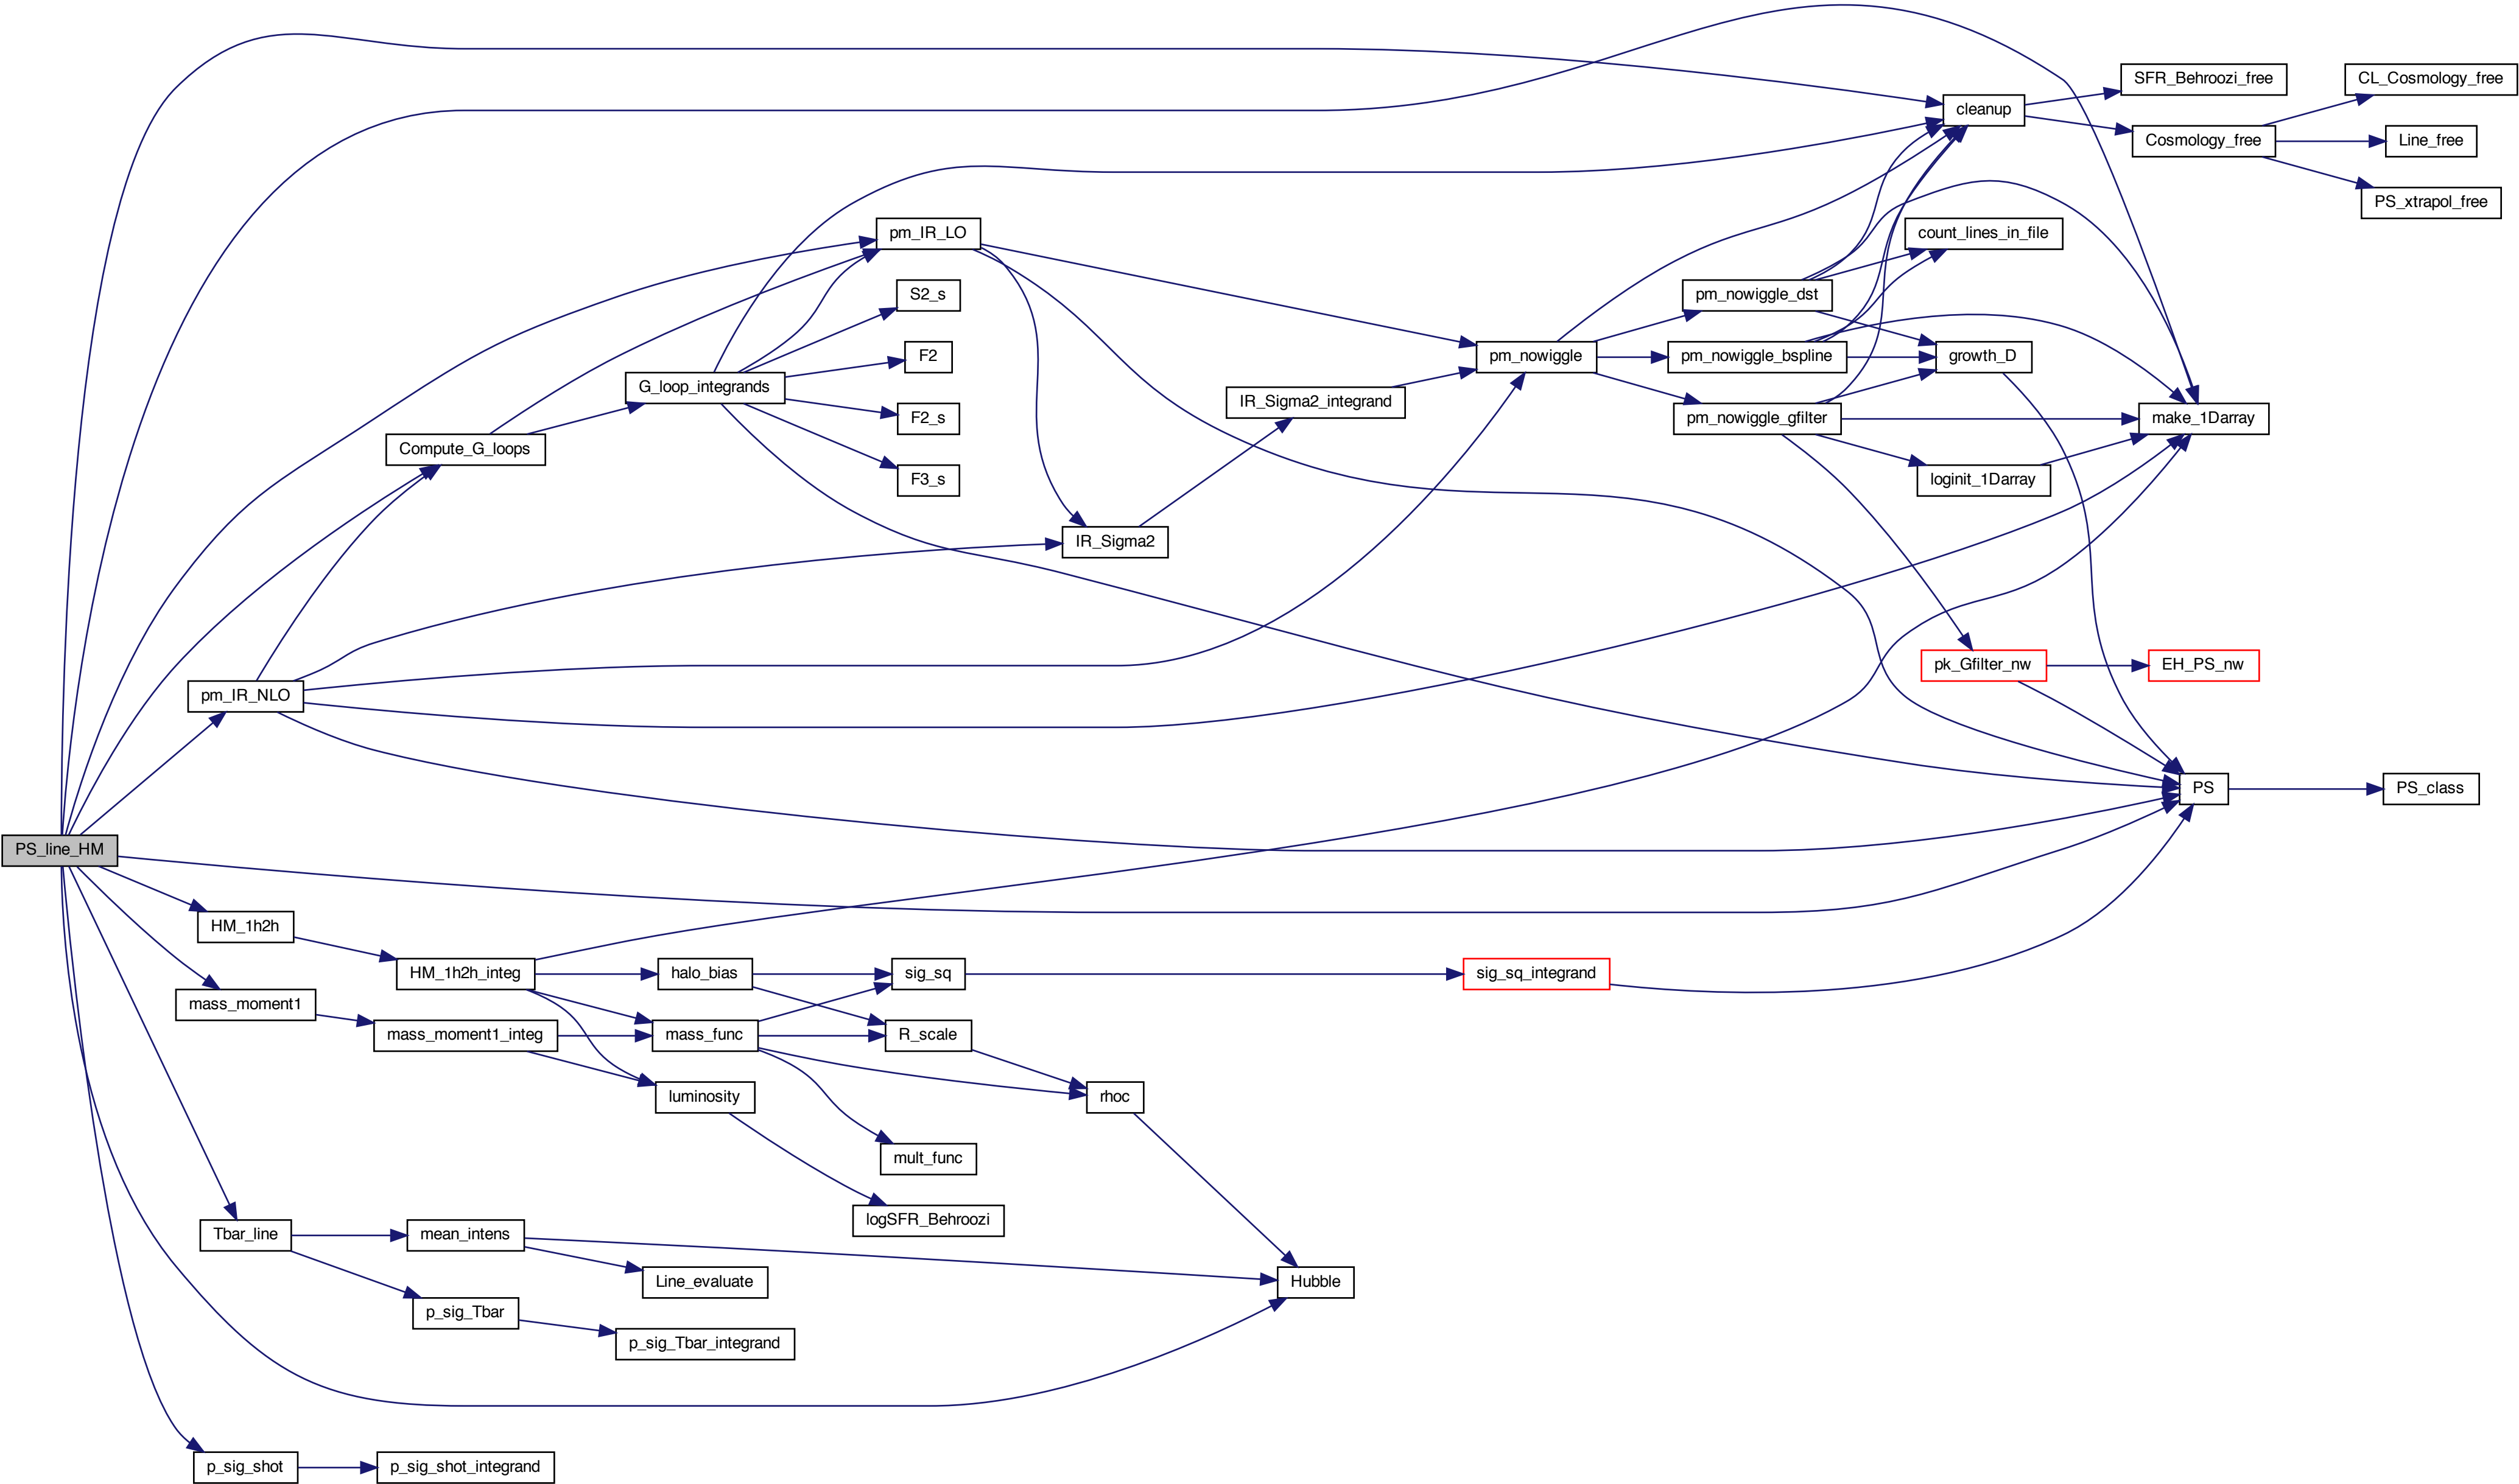 SFR_Behroozi_free
CL_Cosmology_free
cleanup
Cosmology_free
Line_free
PS_xtrapol_free
pm_IR_LO
count_lines_in_file
S2_s
pm_nowiggle_dst
F2
pm_nowiggle
pm_nowiggle_bspline
growth_D
G_loop_integrands
IR_Sigma2_integrand
F2_s
pm_nowiggle_gfilter
make_1Darray
Compute_G_loops
F3_s
loginit_1Darray
IR_Sigma2
pk_Gfilter_nw
EH_PS_nw
pm_IR_NLO
PS
PS_class
PS_line_HM
HM_1h2h
HM_1h2h_integ
halo_bias
sig_sq
sig_sq_integrand
mass_moment1
mass_moment1_integ
mass_func
R_scale
luminosity
rhoc
mult_func
logSFR_Behroozi
Tbar_line
mean_intens
Line_evaluate
Hubble
p_sig_Tbar
p_sig_Tbar_integrand
p_sig_shot
p_sig_shot_integrand